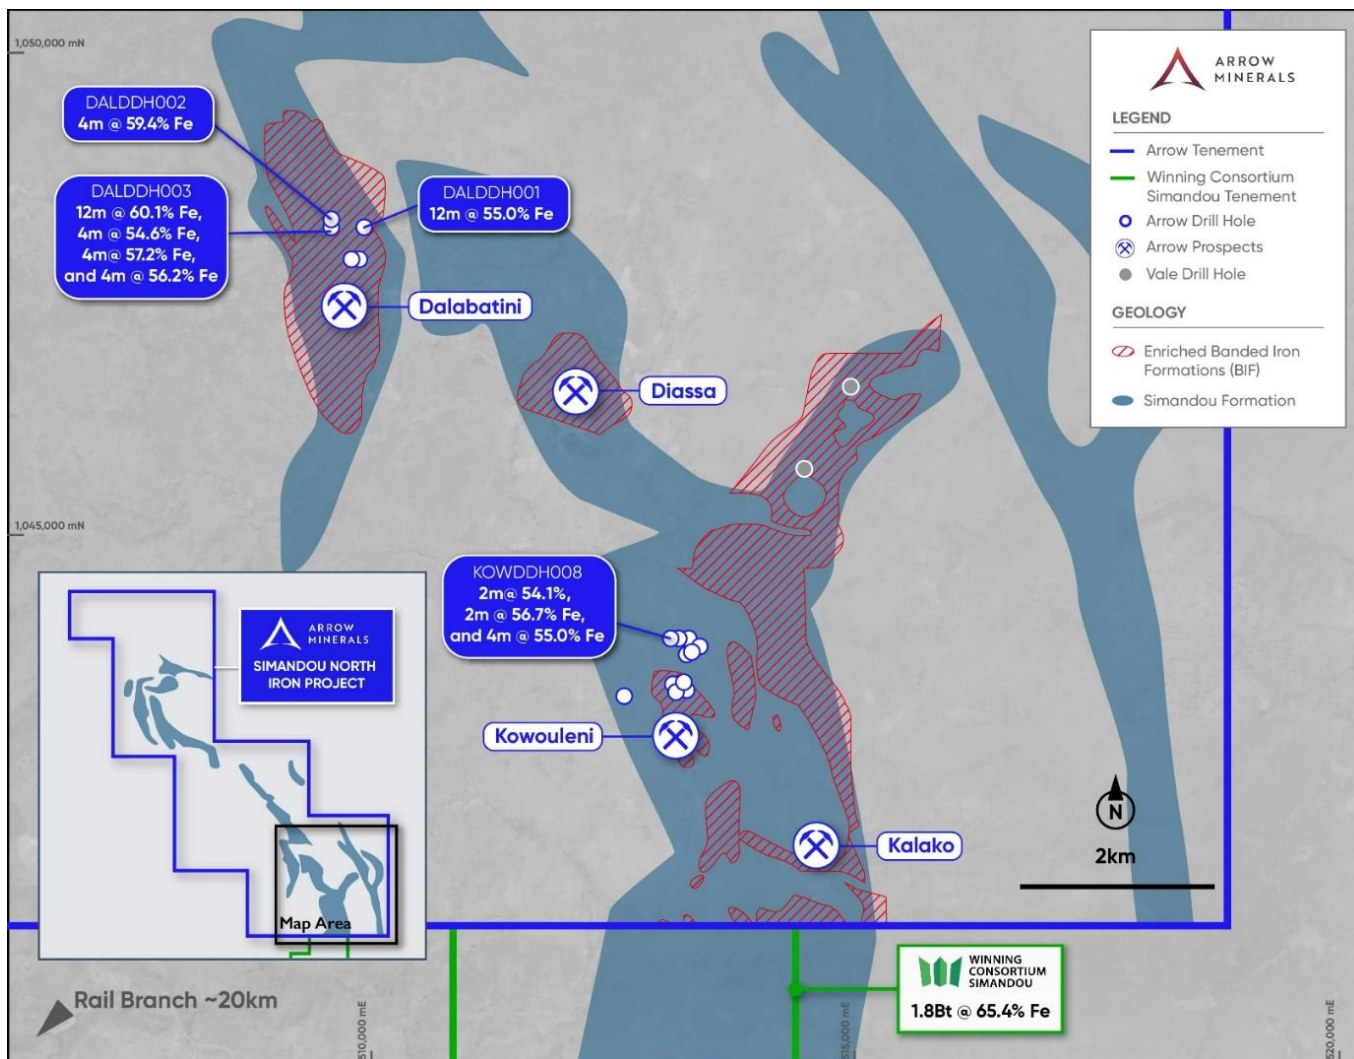 1,050,000 mN
DALDDH002
4m @ 59.4% Fe
DALDDH003
12m @ 60.1% Fe,
4m @ 54.6% Fe,
4m@ 57.2% Fe,
and 4m @ 56.2% Fe
DALDDH001
12m @ 55.0% Fe
Dalabatini
Diassa
ARROW
MINERALS
LEGEND
Arrow Tenement
Winning Consortium
Simandou Tenement
Arrow Drill Hole
Arrow Prospects
Vale Drill Hole
GEOLOGY
Enriched Banded Iron
Formations (BIF)
Simandou Formation
1,045,000 mN
KOWDDH008
2m@ 54.1%,
2m @ 56.7% Fe,
and 4m @ 55.0% Fe
Kowouleni
Kalako
N
2km
ARROW
MINERALS
SIMANDOU NORTH
IRON PROJECT
Map Area
Rail Branch ~20km
WINNING
CONSORTIUM
SIMANDOU
1.8Bt @ 65.4% Fe
510,000 mE
515,000 mE
520,000 mE